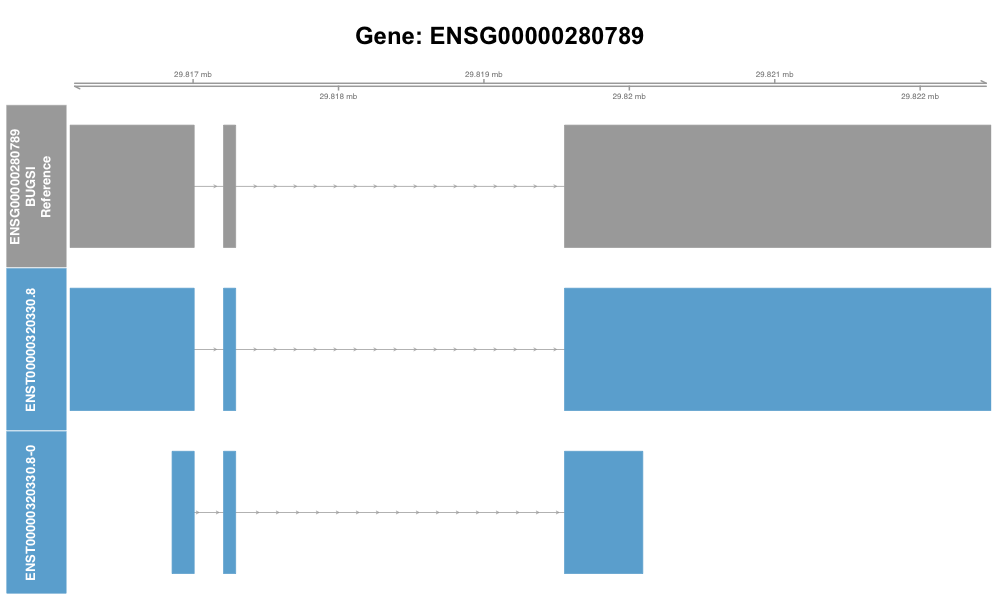 Gene: ENSG00000280789
29.817 mb
29.819 mb
29.821 mb
29.818 mb
29.82 mb
29.822 mb
ENSG00000280789
BUGSI
Reference
ENST00000320330.8
ENST00000320330.8-0